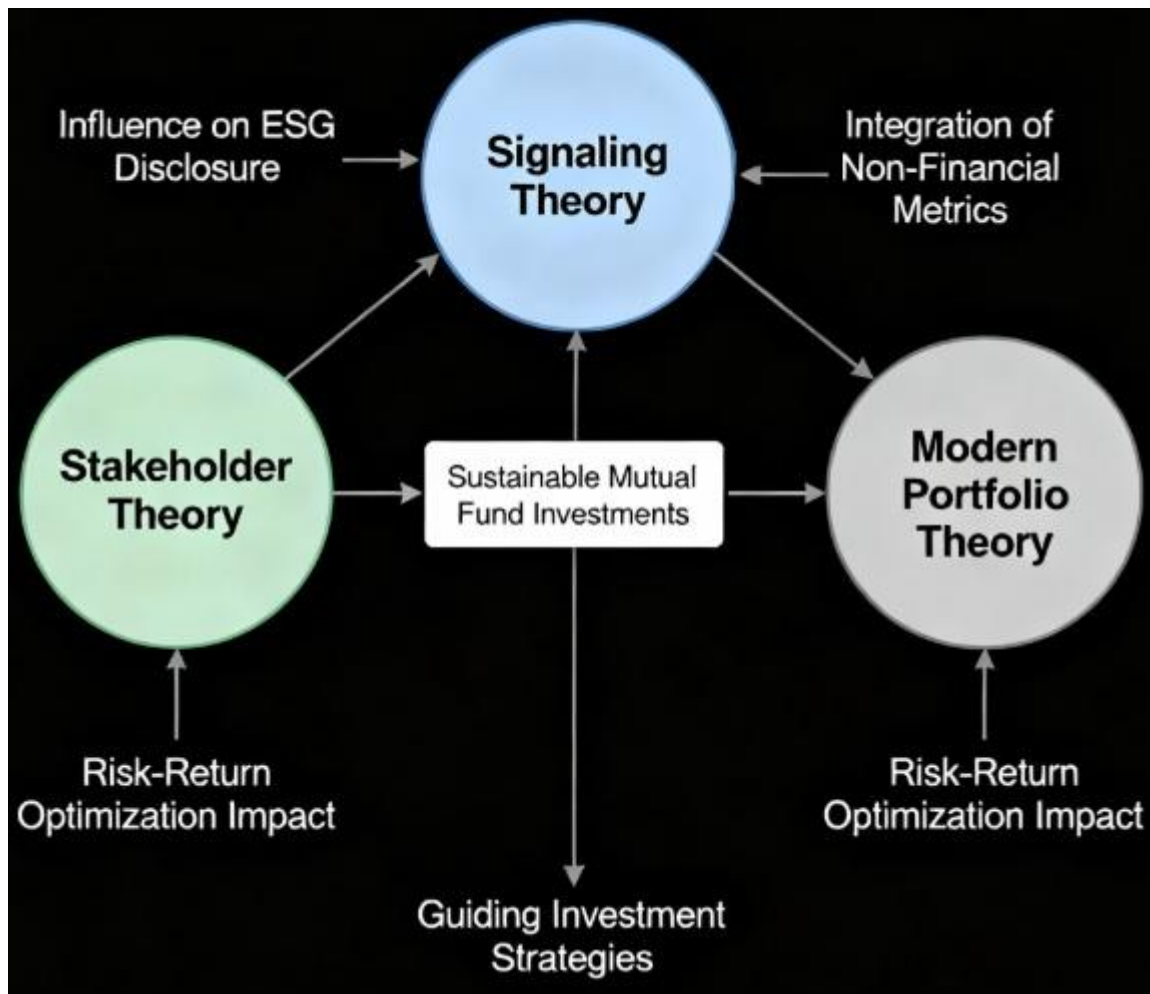 Influence on ESG
Disclosure
Signaling
Theory
Integration of
Non-Financial
Metrics
Stakeholder
Theory
Sustainable Mutual
Fund Investments
Modern
Portfolio
Theory
Risk-Return
Optimization Impact
Risk-Return
Optimization Impact
Guiding Investment
Strategies